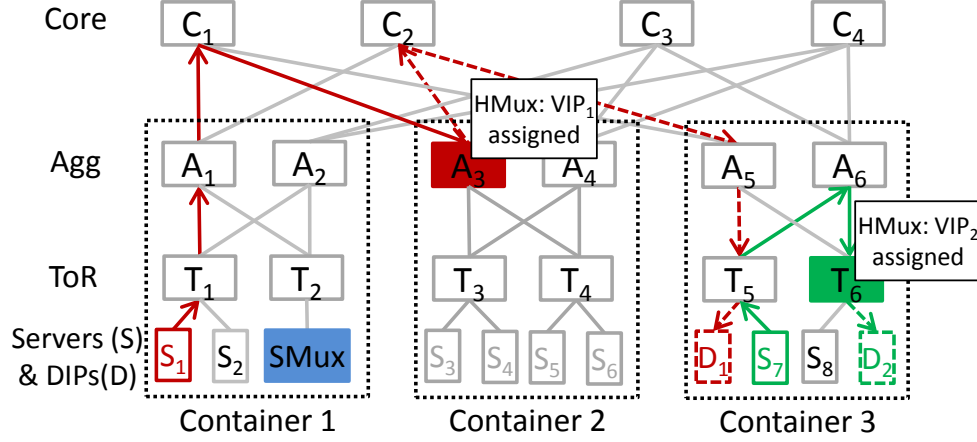 Core C₁ C₂ C₃ C₄
HMux: VIP₁
assigned
Agg A₁ A₂ A₃ A₄ A₅ A₆
HMux: VIP₂
assigned
ToR T₁ T₂ T₃ T₄ T₅ T₆
Servers (S)
& DIPs(D)
S₁ S₂ SMux S₃ S₄ S₅ S₆ D₁ S₇ S₈ D₂
Container 1 Container 2 Container 3